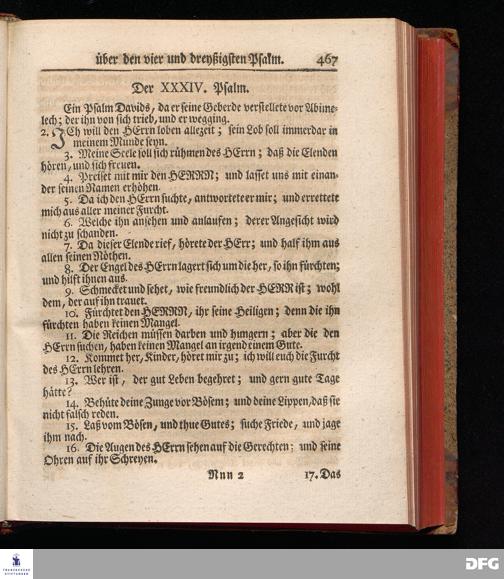 über den vier und dreyßigsten Psalm. 467
Der XXXIV. Psalm.
Ein Psalm Davids, da er seine Geberde verstellete vor Abime-
lech; der ihn von sich trieb, und er wegging.
2. JCh will den HErrn loben allezeit; sein Lob soll immerdar in
meinem Munde seyn.
3. Meine Seele soll sich rühmen des HErrn; daß die Elenden
hören, und sich freuen.
4. Preiset mit mir den HERRN; und lasset uns mit einan-
der seinen Namen erhöhen.
5. Da ich den HErrn suchte, antwortete er mir; und errettete
mich aus aller meiner Furcht.
6. Welche ihn ansehen und anlaufen; derer Angesicht wird
nicht zu schanden.
7. Da dieser Elende rief, hörete der HErr; und half ihm aus
allen seinen Nöthen.
8. Der Engel des HErrn lagert sich um die her, so ihn fürchten;
und hilft ihnen aus.
9. Schmecket und sehet, wie freundlich der HERR ist; wohl
dem, der auf ihn trauet.
10. Fürchtet den HERRN, ihr seine Heiligen; denn die ihn
fürchten haben keinen Mangel.
11. Die Reichen müssen darben und hungern; aber die den
HErrn suchen, haben keinen Mangel an irgend einem Gute.
12. Kommet her, Kinder, höret mir zu; ich will euch die Furcht
des HErrn lehren.
13. Wer ist, der gut Leben begehret; und gern gute Tage
hätte?
14. Behüte deine Zunge vor Bösem; und deine Lippen, daß sie
nicht falsch reden.
15. Laß vom Bösen, und thue Gutes; suche Friede, und jage
ihm nach.
16. Die Augen des HErrn sehen auf die Gerechten; und seine
Ohren auf ihr Schreyen.
Nnn 2 17. Das
FRANCKESCHE
STIFTUNGEN
DFG